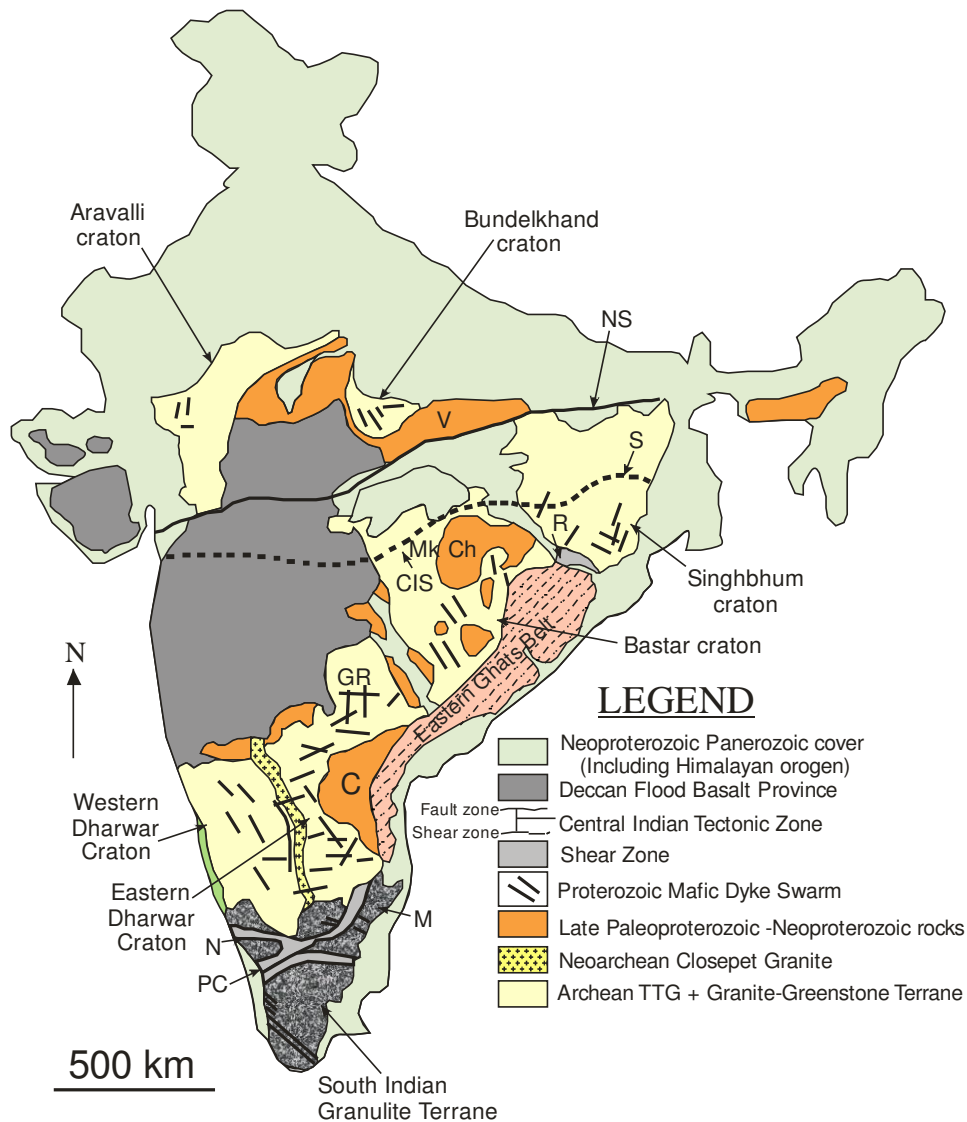 Aravalli
craton
Bundelkhand
craton
NS
V
S
R
Mk Ch
CIS
Singhbhum
craton
Bastar craton
N
GR
Eastern Ghats Belt
C
Western
Dharwar
Craton
Eastern
Dharwar
Craton
N
M
PC
500 km
South Indian
Granulite Terrane
LEGEND
Neoproterozoic Panerozoic cover
(Including Himalayan orogen)
Deccan Flood Basalt Province
Fault zone
Shear zone
Central Indian Tectonic Zone
Shear Zone
Proterozoic Mafic Dyke Swarm
Late Paleoproterozoic -Neoproterozoic rocks
Neoarchean Closepet Granite
Archean TTG + Granite-Greenstone Terrane